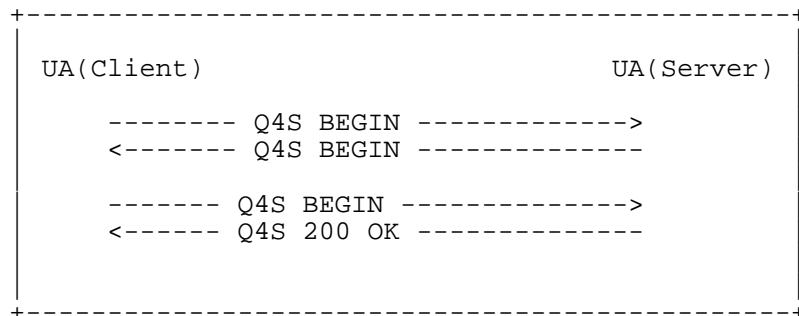 +-----------------------------------------------+
UA(Client) UA(Server)
-------- Q4S BEGIN ------------->
<------- Q4S BEGIN --------------
------- Q4S BEGIN -------------->
<------ Q4S 200 OK --------------
+-----------------------------------------------+